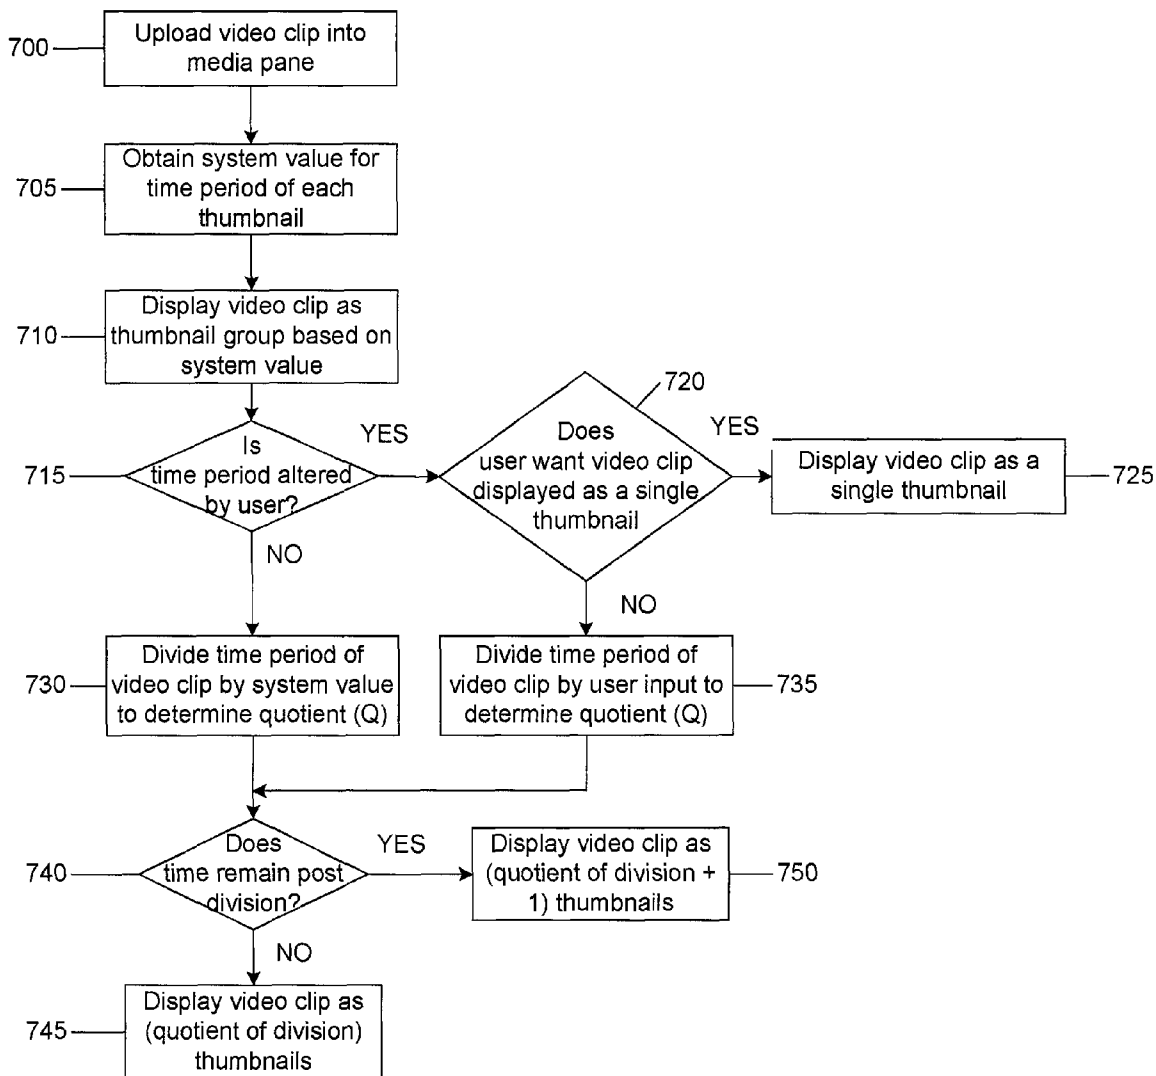 700
Upload video clip into
media pane
705
Obtain system value for
time period of each
thumbnail
710
Display video clip as
thumbnail group based on
system value
715
Is
time period altered
by user?
YES
NO
720
Does
user want video clip
displayed as a single
thumbnail
YES
NO
Display video clip as a
single thumbnail
725
730
Divide time period of
video clip by system value
to determine quotient (Q)
Divide time period of
video clip by user input to
determine quotient (Q)
735
740
Does
time remain post
division?
YES
NO
Display video clip as
(quotient of division +
1) thumbnails
750
745
Display video clip as
(quotient of division)
thumbnails